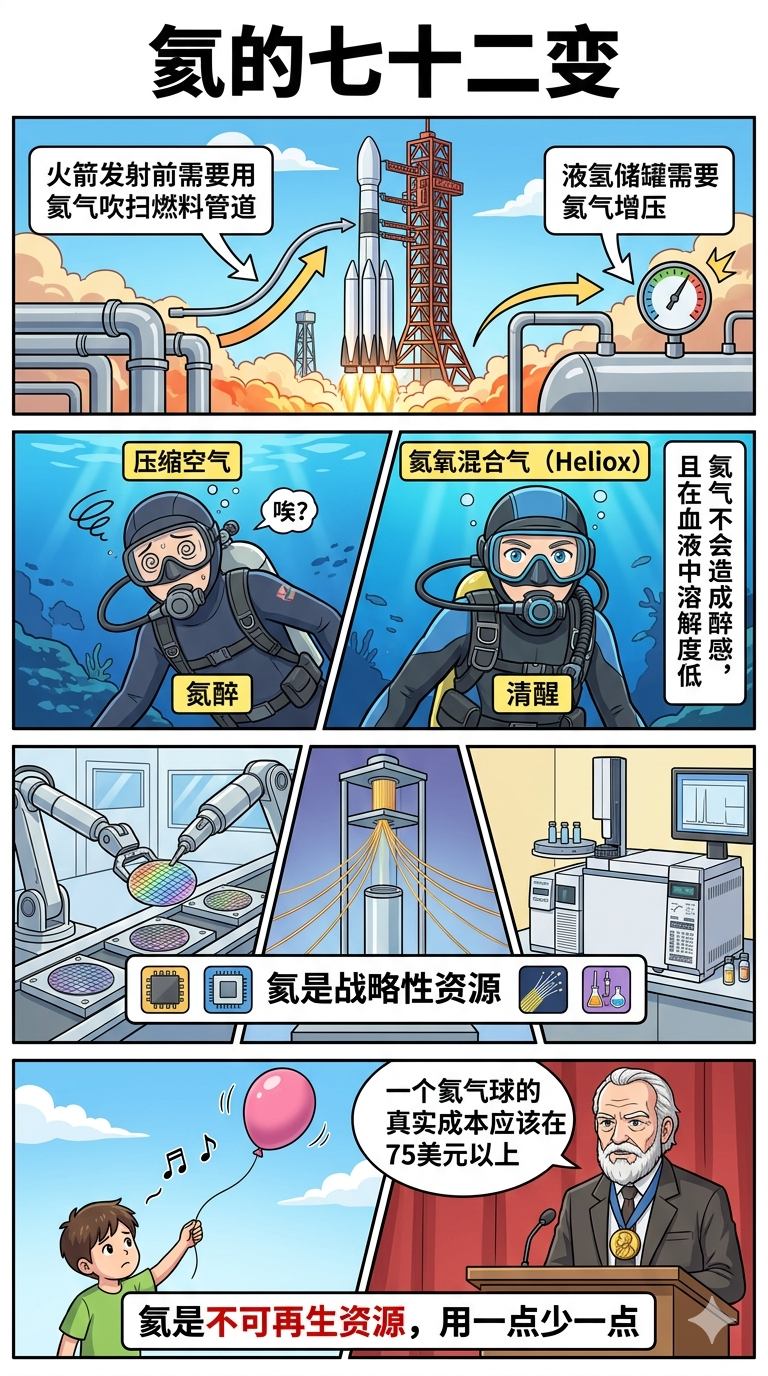 氦的七十二变
火箭发射前需要用
氦气吹扫燃料管道
液氢储罐需要
氦气增压
压缩空气
唉?
氮醉
氦氧混合气（Heliox）
清醒
氦气不会造成醉感，
且在血液中溶解度低
氦是战略性资源
一个氦气球的
真实成本应该在
75美元以上
氦是不可再生资源，用一点少一点